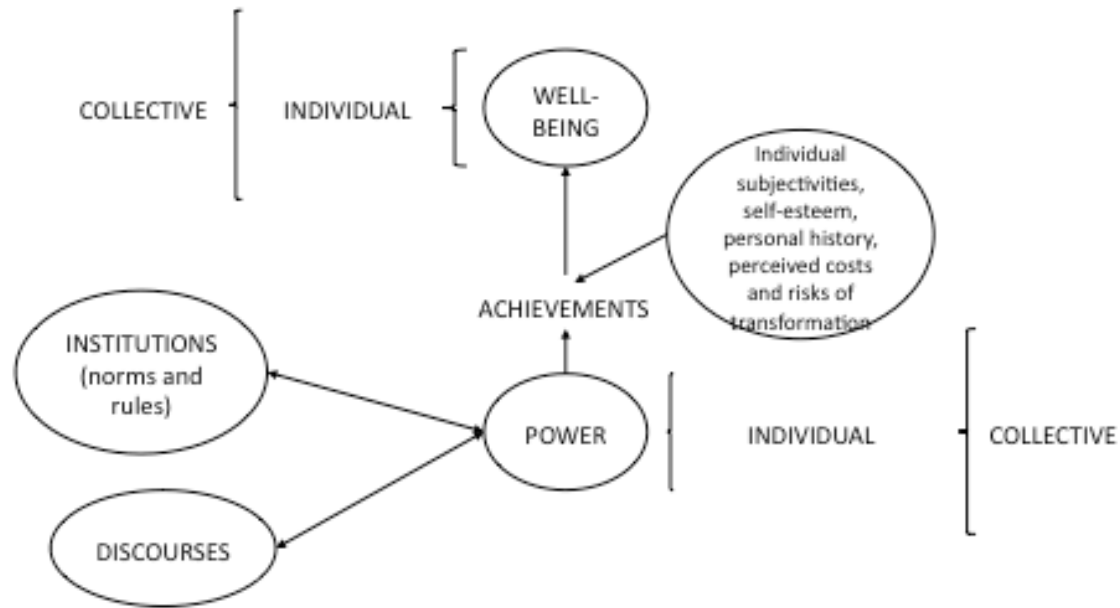 WELL-
BEING
COLLECTIVE
INDIVIDUAL
Individual
subjectivities,
self-esteem,
personal history,
perceived costs
and risks of
transformation
ACHIEVEMENTS
INSTITUTIONS
(norms and
rules)
POWER
INDIVIDUAL
COLLECTIVE
DISCOURSES